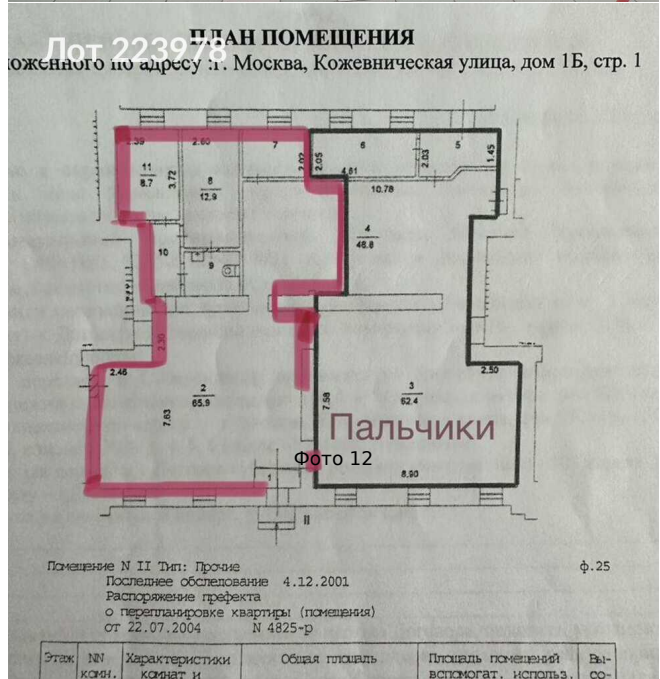 ПЛАН ПОМЕЩЕНИЯ
Лот 223978
ложенного по адресу :г. Москва, Кожевническая улица, дом 1Б, стр. 1
2.39
2.60
7
2.02
2.05
6
4.61
2.03
5
1.45
11
8.7
3.72
8
12.9
10.78
4
48.8
10
9
2.30
2.46
2
65.9
7.63
7.58
3
62.4
2.50
Пальчики
Фото 12
1
8.90
II
Помещение N II Тип: Прочие
ф.25
Последнее обследование 4.12.2001
Распоряжение префекта
о перепланировке квартиры (помещения)
от 22.07.2004 N 4825-р
Этаж NN Характеристики Общая площадь Площадь помещений Вы-
комн. комнат и вспомогат. использ. со-